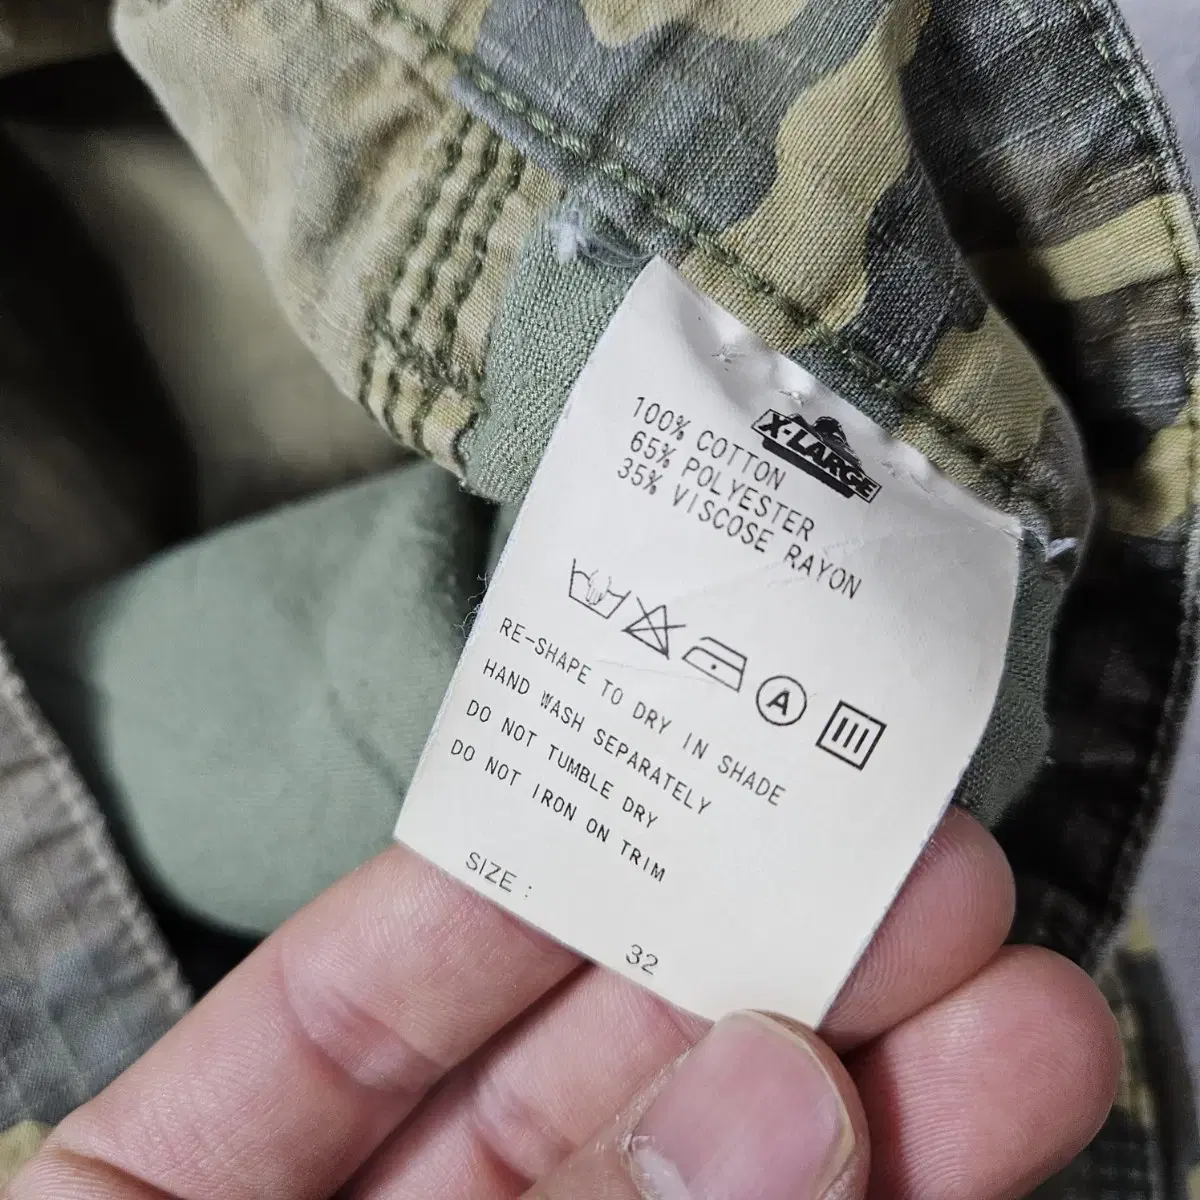 X-LARGE
100% COTTON
65% POLYESTER
35% VISCOSE RAYON
A
RE-SHAPE TO DRY IN SHADE
HAND WASH SEPARATELY
DO NOT TUMBLE DRY
DO NOT IRON ON TRIM
SIZE :
32